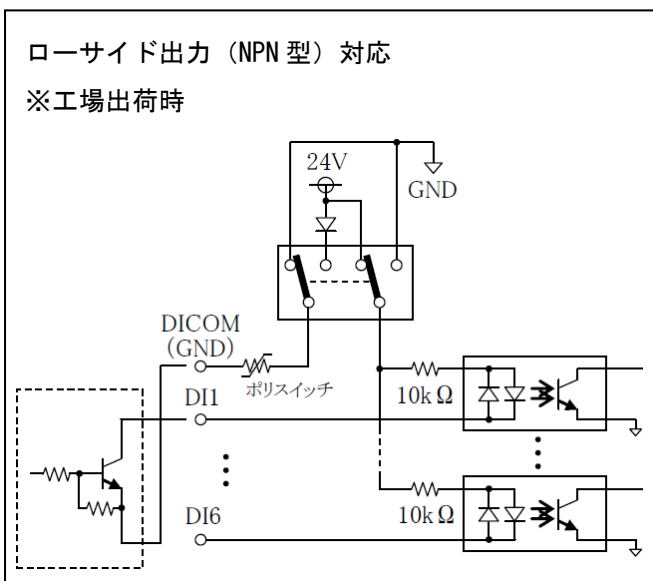 ローサイド出力（NPN型）対応
※工場出荷時
24V
GND
DICOM
(GND)
ポリスイッチ
10kΩ
DI1
DI6
10kΩ